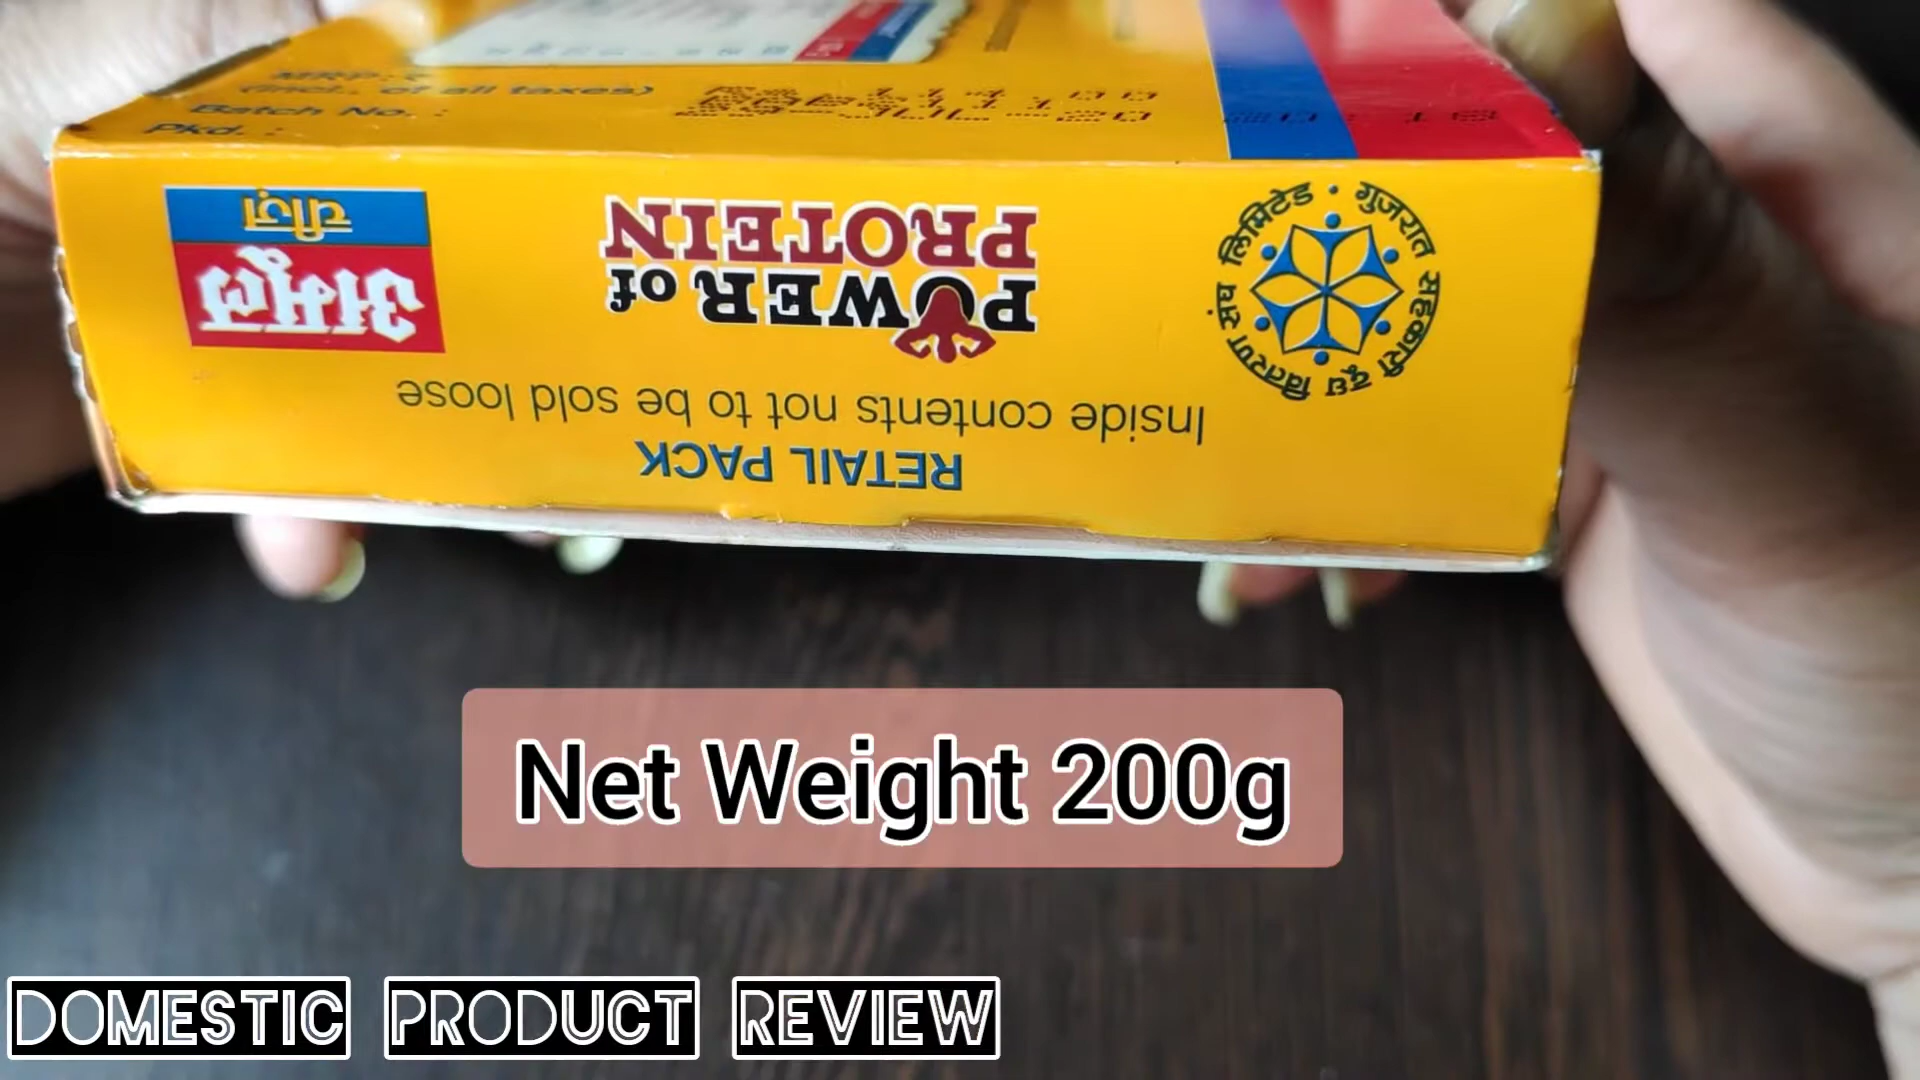 MRP ₹
(incl. of all taxes)
Batch No. :
Pkd. :
गुजरात सहकारी दूध वितरण संघ लिमिटेड
RETAIL PACK
Inside contents not to be sold loose
POWER of
PROTEIN
अमूल
चीज़
Net Weight 200g
DOMESTIC PRODUCT REVIEW